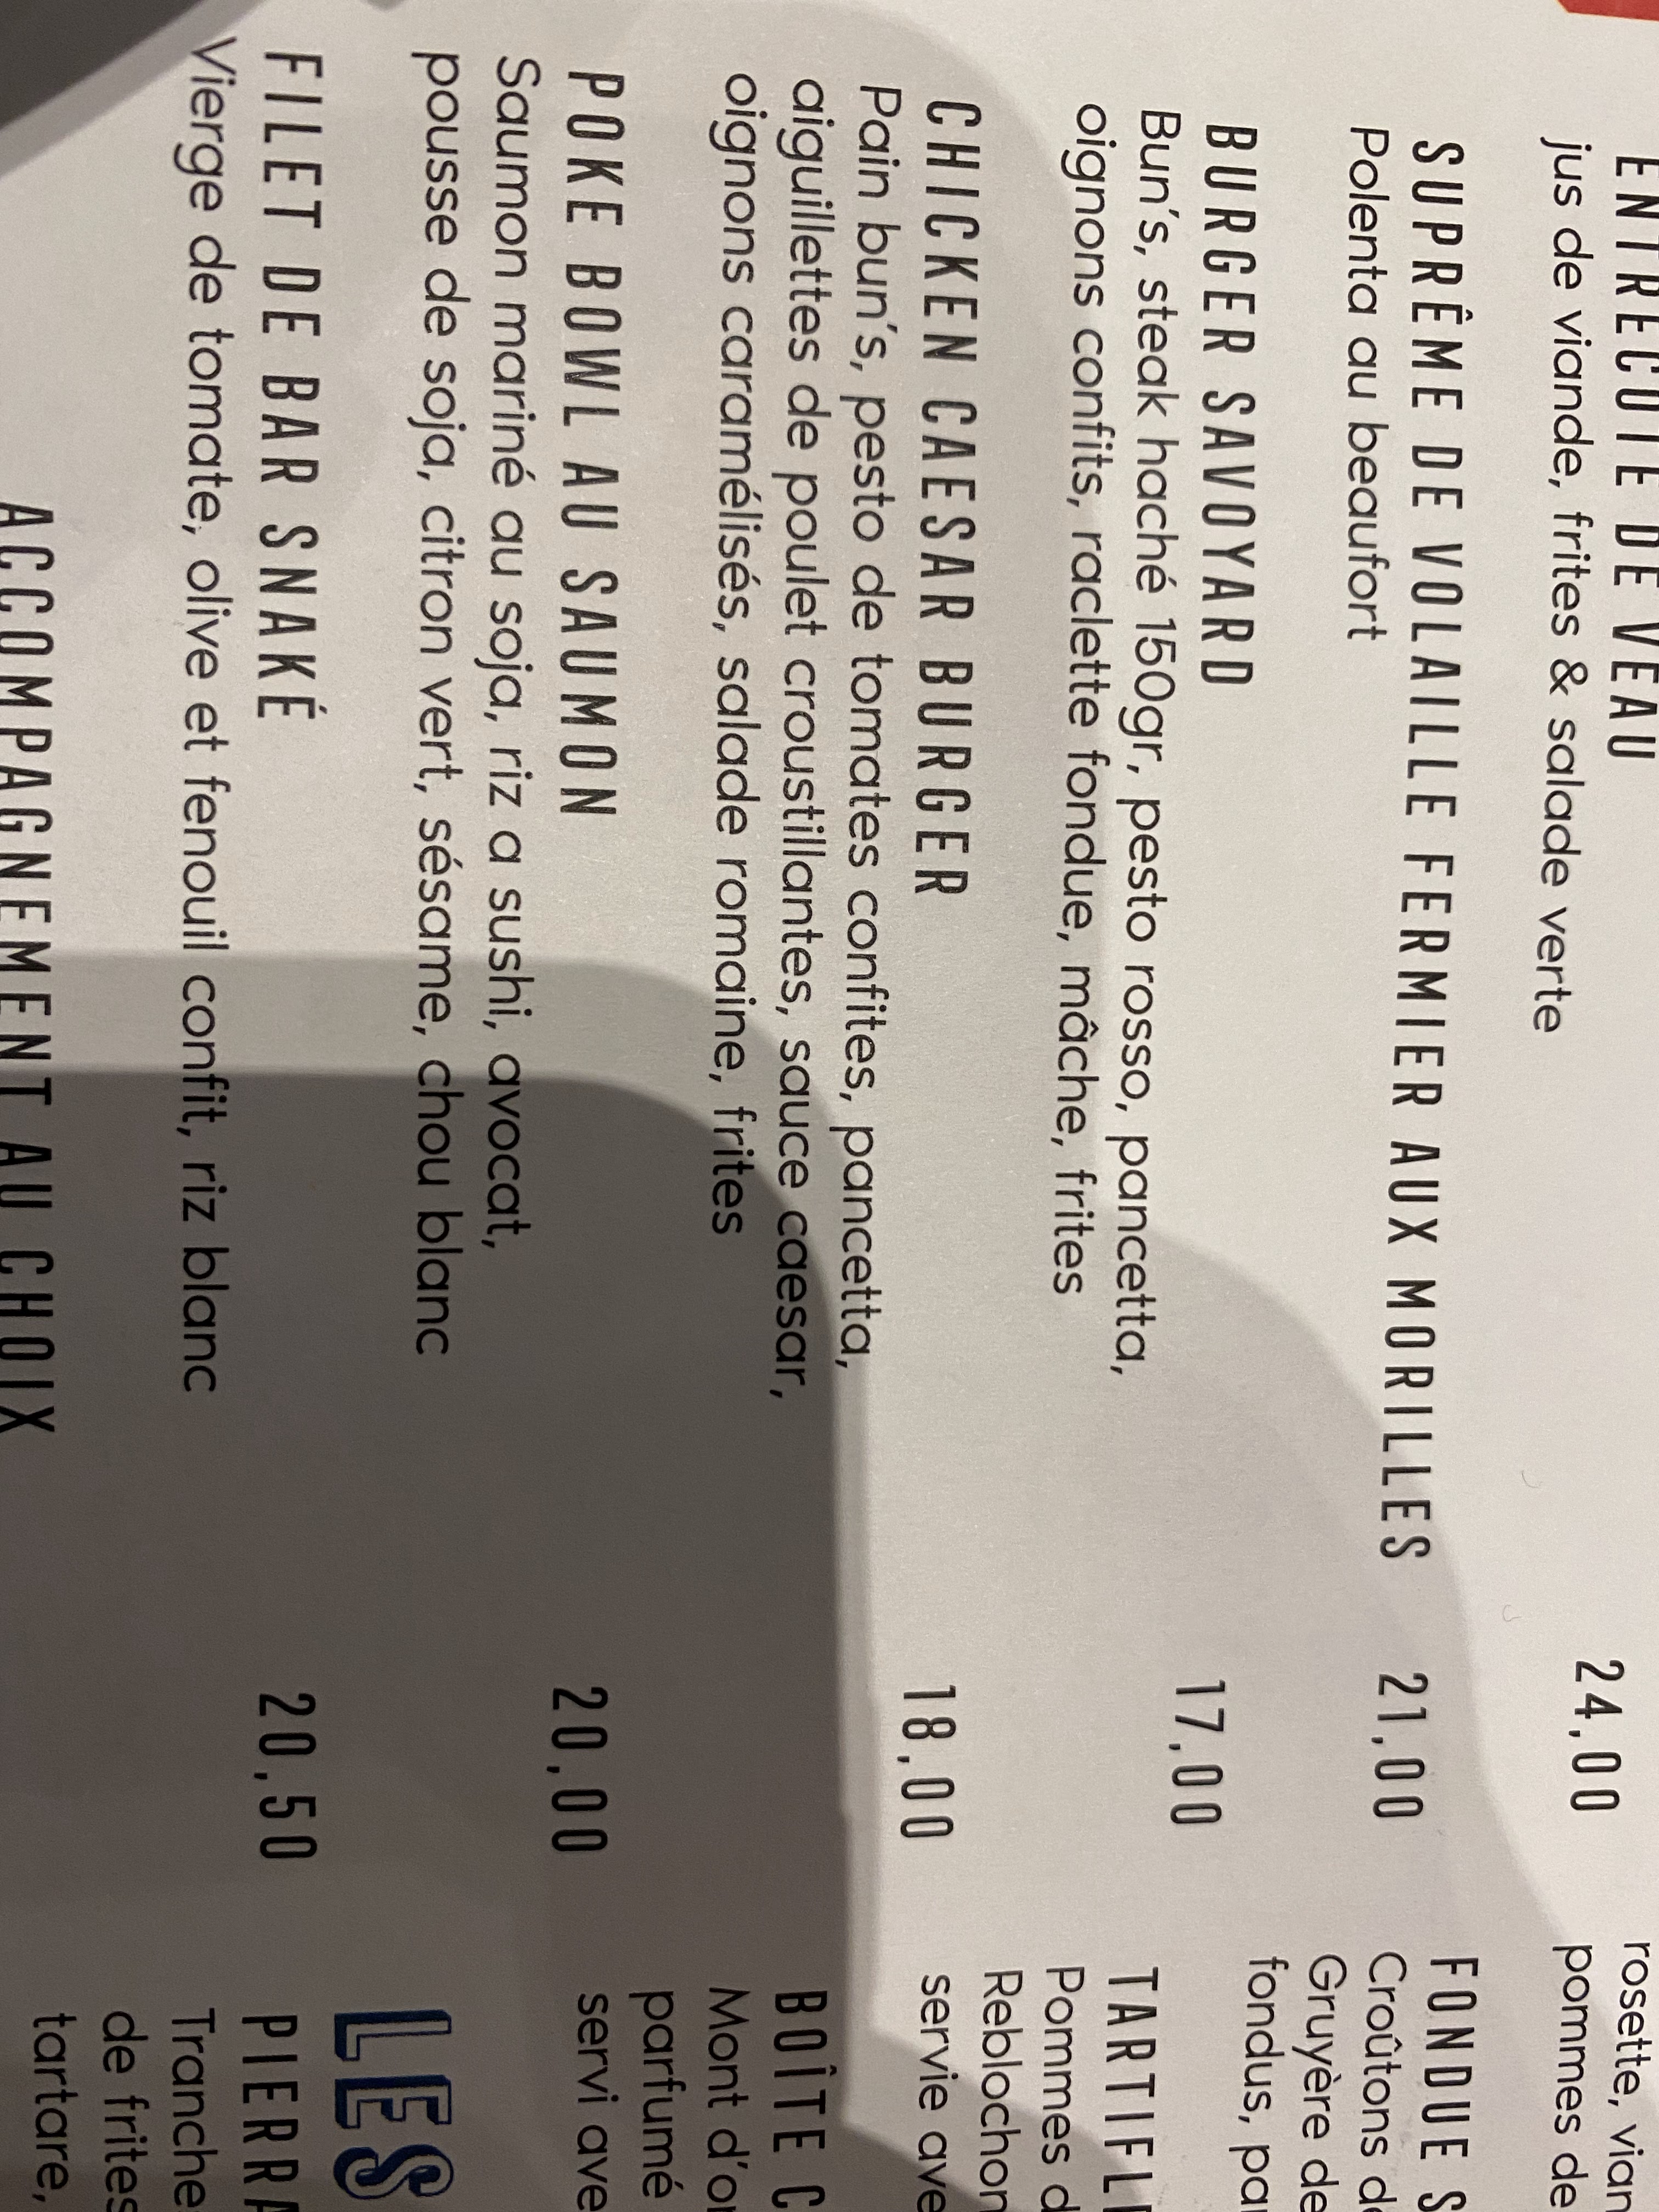 ENTRECÔTE DE VEAU 24,00
jus de viande, frites & salade verte
SUPRÊME DE VOLAILLE FERMIER AUX MORILLES 21,00
Polenta au beaufort
BURGER SAVOYARD 17,00
Bun's, steak haché 150gr, pesto rosso, pancetta,
oignons confits, raclette fondue, mâche, frites
CHICKEN CAESAR BURGER 18,00
Pain bun's, pesto de tomates confites, pancetta,
aiguillettes de poulet croustillantes, sauce caesar,
oignons caramélisés, salade romaine, frites
POKE BOWL AU SAUMON 20,00
Saumon mariné au soja, riz a sushi, avocat,
pousse de soja, citron vert, sésame, chou blanc
FILET DE BAR SNAKÉ 20,50
Vierge de tomate, olive et fenouil confit, riz blanc
ACCOMPAGNEMENT AU CHOIX
rosette, vian
pommes de
FONDUE S
Croûtons d
Gruyère de
fondus, pa
TARTIFL
Pommes d
Reblochon
servie ave
BOÎTE C
Mont d'o
parfumé
servi ave
LES
PIERRA
Tranche
de frites
tartare,